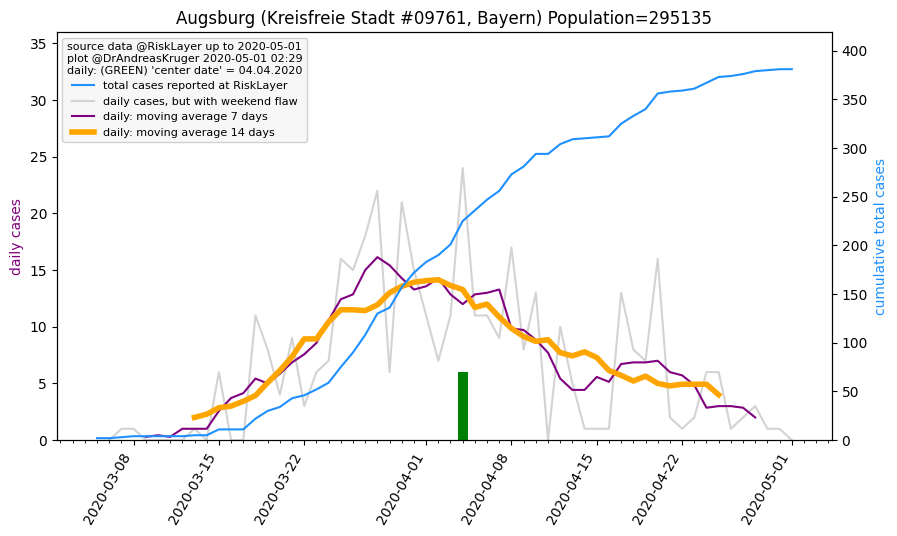 Augsburg (Kreisfreie Stadt #09761, Bayern) Population=295135
source data @RiskLayer up to 2020-05-01
plot @DrAndreasKruger 2020-05-01 02:29
daily: (GREEN) 'center date' = 04.04.2020
total cases reported at RiskLayer
daily cases, but with weekend flaw
daily: moving average 7 days
daily: moving average 14 days
daily cases
35
30
25
20
15
10
5
0
cumulative total cases
400
350
300
250
200
150
100
50
0
2020-03-08
2020-03-15
2020-03-22
2020-04-01
2020-04-08
2020-04-15
2020-04-22
2020-05-01